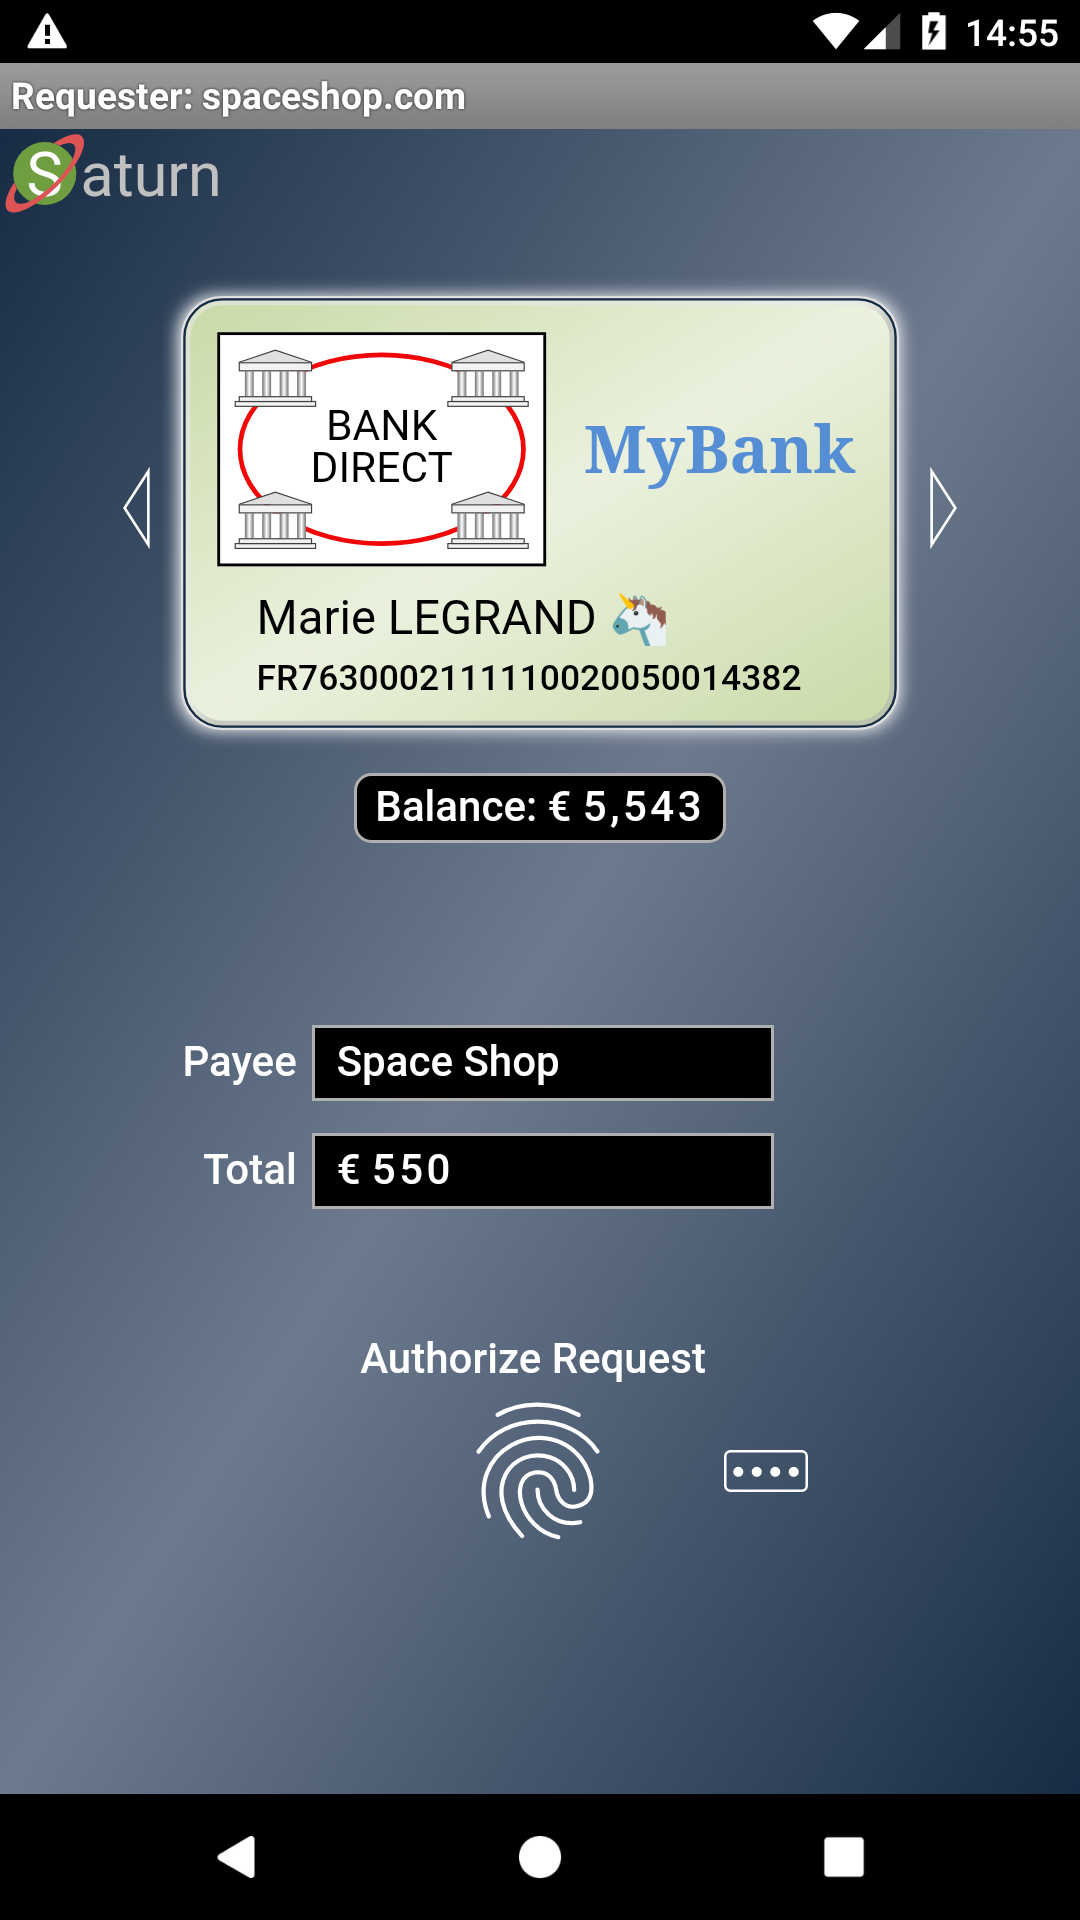 14:55
Requester: spaceshop.com
Saturn
BANK
DIRECT
MyBank
Marie LEGRAND 🦄
FR7630002111110020050014382
Balance: € 5,543
Payee Space Shop
Total € 550
Authorize Request